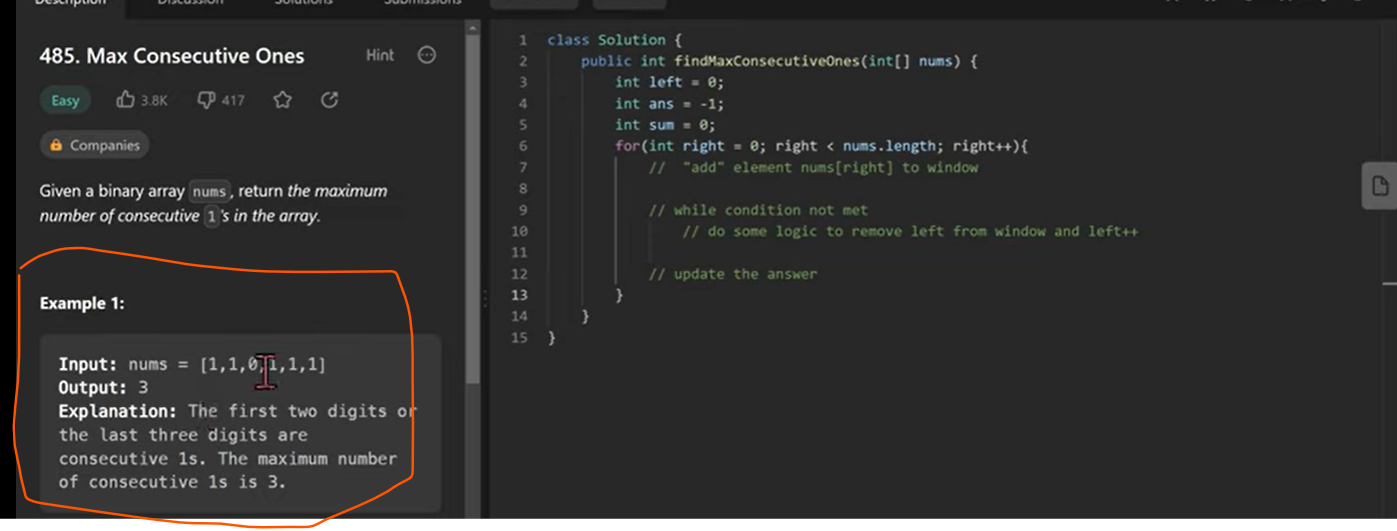 Description Discussion Solutions Submissions
485. Max Consecutive Ones Hint
Easy 3.8K 417
Companies
Given a binary array nums, return the maximum
number of consecutive 1's in the array.
Example 1:
Input: nums = [1,1,0,1,1,1]
Output: 3
Explanation: The first two digits or
the last three digits are
consecutive 1s. The maximum number
of consecutive 1s is 3.
1 class Solution {
2 public int findMaxConsecutiveOnes(int[] nums) {
3 int left = 0;
4 int ans = -1;
5 int sum = 0;
6 for(int right = 0; right < nums.length; right++){
7 // "add" element nums[right] to window
8
9 // while condition not met
10 // do some logic to remove left from window and left++
11
12 // update the answer
13 }
14 }
15 }